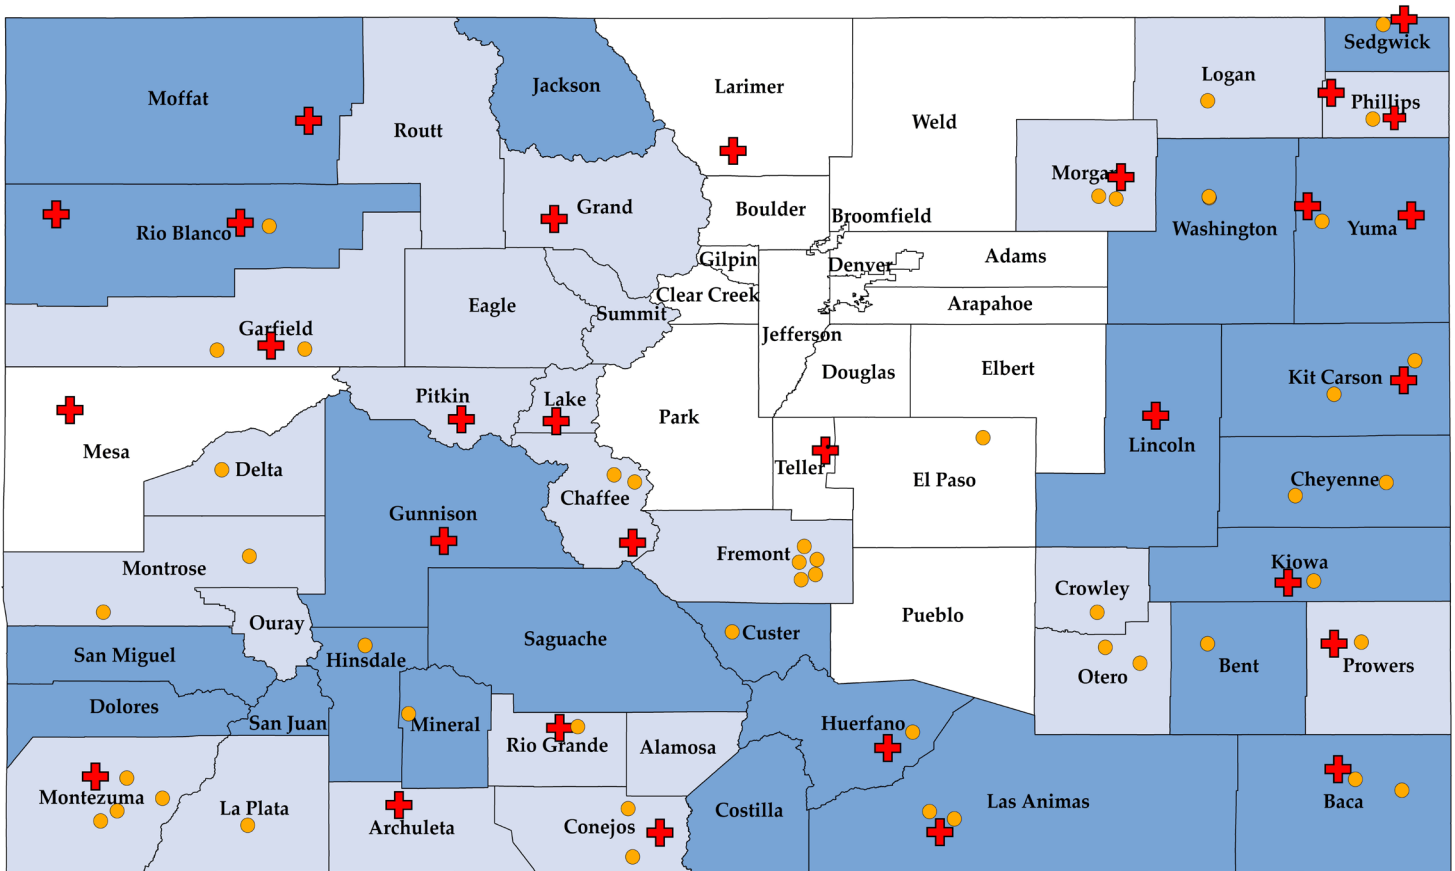 Sedgwick
Logan
Jackson
Larimer
Moffat
Phillips
Weld
Routt
Morgan
Grand
Boulder
Broomfield
Rio Blanco
Washington
Yuma
Gilpin
Adams
Denver
Clear Creek
Arapahoe
Eagle
Summit
Garfield
Jefferson
Elbert
Douglas
Kit Carson
Pitkin
Lake
Park
Lincoln
Mesa
Teller
Delta
El Paso
Cheyenne
Chaffee
Gunnison
Fremont
Kiowa
Montrose
Crowley
Pueblo
Ouray
Custer
Saguache
San Miguel
Hinsdale
Bent
Prowers
Otero
Dolores
San Juan
Mineral
Huerfano
Rio Grande
Alamosa
Montezuma
Las Animas
Baca
La Plata
Costilla
Archuleta
Conejos